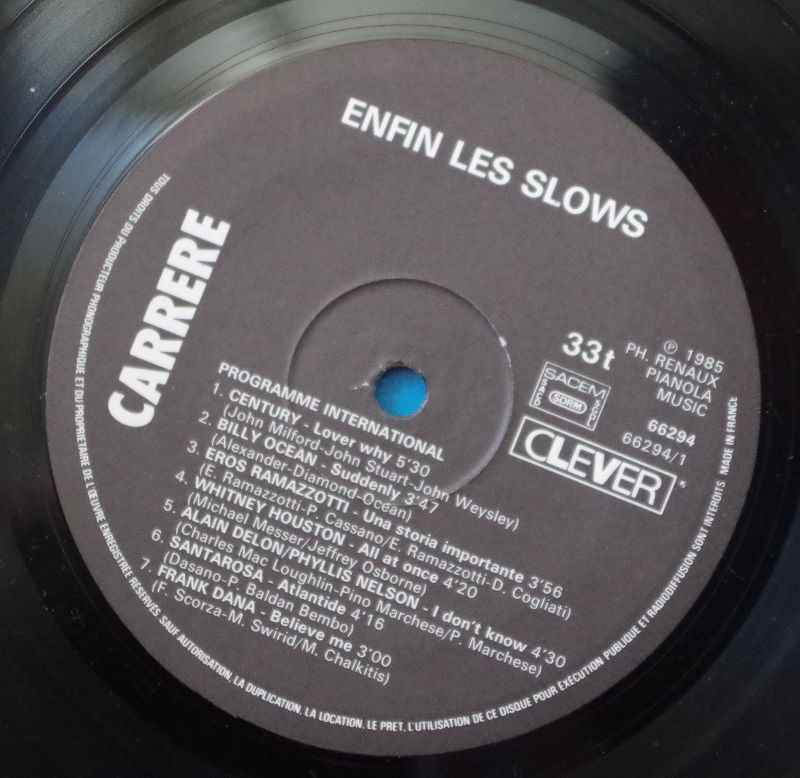 ENFIN LES SLOWS
CARRERE
33t
℗ 1985
PH. RENAUX
PIANOLA
MUSIC
SACEM
SACD
SDRM
SGDL
66294
66294/1
CLEVER
PROGRAMME INTERNATIONAL
1. CENTURY - Lover why 5'30
(John Milford-John Stuart-John Weysley)
2. BILLY OCEAN - Suddenly 3'47
(Alexander-Diamond-Ocean)
3. EROS RAMAZZOTTI - Una storia importante 3'56
(E. Ramazzotti-P. Cassano/E. Ramazzotti-D. Cogliati)
4. WHITNEY HOUSTON - All at once 4'20
(Michael Messer/Jeffrey Osborne)
5. ALAIN DELON/PHYLLIS NELSON - I don't know 4'30
(Charles Mac Loughlin-Pino Marchese/P. Marchese)
6. SANTAROSA - Atlantide 4'16
(Dasano-P. Baldan Bembo)
7. FRANK DANA - Believe me 3'00
(F. Scorza-M. Swirid/M. Chalkitis)
TOUS DROITS DU PRODUCTEUR PHONOGRAPHIQUE ET DU PROPRIETAIRE DE L'ŒUVRE ENREGISTREE RESERVES SAUF AUTORISATION, LA DUPLICATION, LA LOCATION, LE PRET, L'UTILISATION DE CE DISQUE POUR EXECUTION PUBLIQUE ET RADIODIFFUSION SONT INTERDITS MADE IN FRANCE